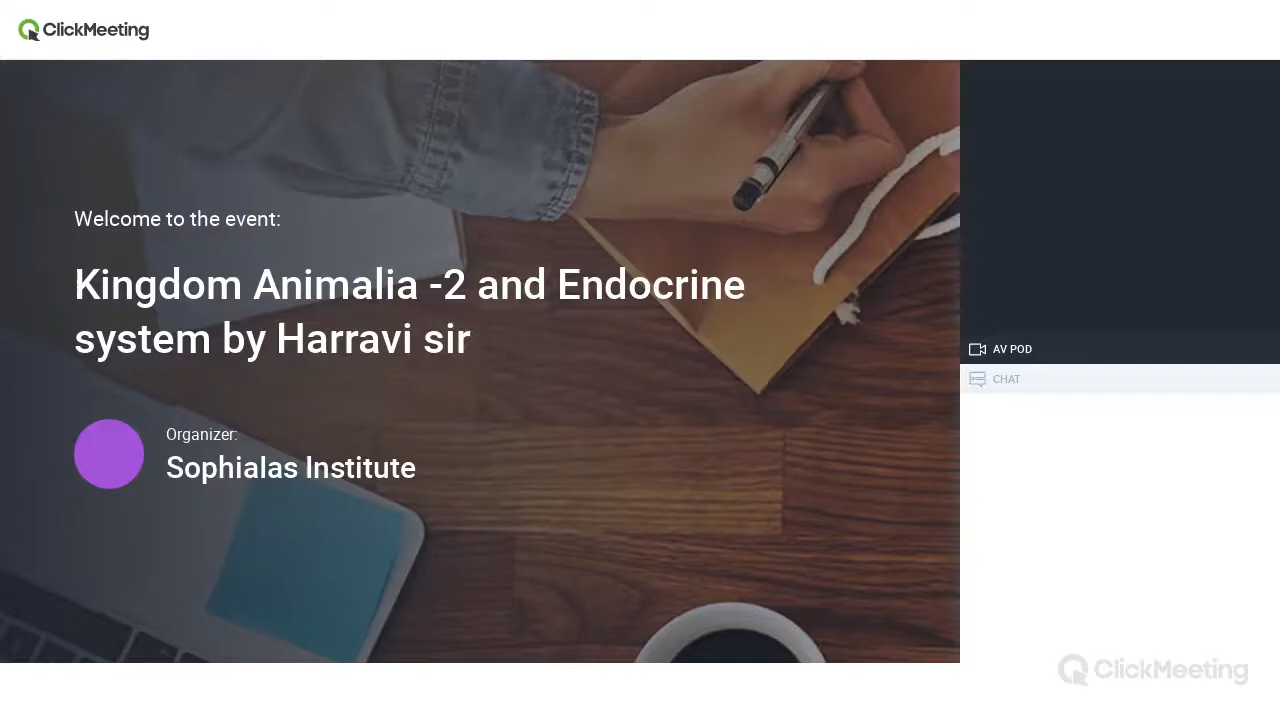 ClickMeeting
Welcome to the event:
Kingdom Animalia -2 and Endocrine
system by Harravi sir
Organizer:
Sophialas Institute
AV POD
CHAT
ClickMeeting